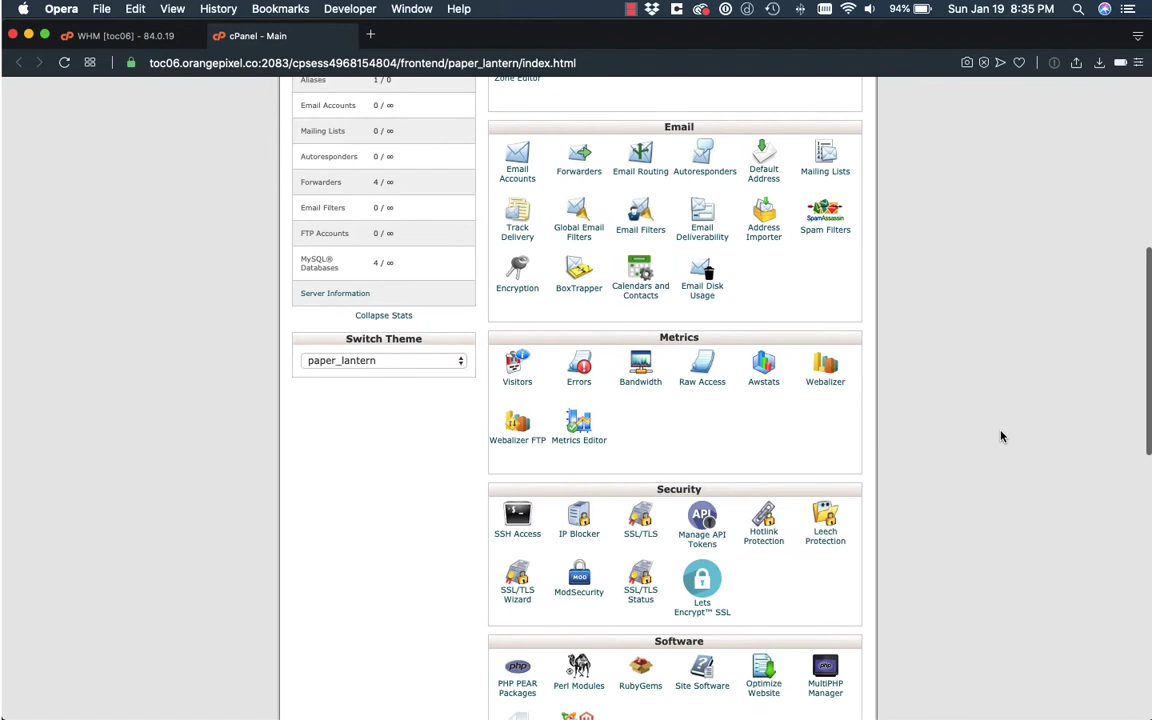 Opera File Edit View History Bookmarks Developer Window Help 94% Sun Jan 19 8:35 PM
WHM [toc06] - 84.0.19
cPanel - Main
toc06.orangepixel.co:2083/cpsess4968154804/frontend/paper_lantern/index.html
Aliases 1 / 0
Email Accounts 0 / ∞
Mailing Lists 0 / ∞
Autoresponders 0 / ∞
Forwarders 4 / ∞
Email Filters 0 / ∞
FTP Accounts 0 / ∞
MySQL®
Databases 4 / ∞
Server Information
Collapse Stats
Switch Theme
paper_lantern
Zone Editor
Email
Email
Accounts
Forwarders
Email Routing
Autoresponders
Default
Address
Mailing Lists
Track
Delivery
Global Email
Filters
Email Filters
Email
Deliverability
Address
Importer
SpamAssassin
Spam Filters
Encryption
BoxTrapper
Calendars and
Contacts
Email Disk
Usage
Metrics
Visitors
Errors
Bandwidth
Raw Access
Awstats
Webalizer
Webalizer FTP
Metrics Editor
Security
$ -
SSH Access
IP Blocker
SSL/TLS
API
Manage API
Tokens
Hotlink
Protection
Leech
Protection
SSL/TLS
Wizard
MOD
ModSecurity
SSL/TLS
Status
Lets
Encrypt™ SSL
Software
php
PHP PEAR
Packages
Perl Modules
RubyGems
Site Software
Optimize
Website
php
MultiPHP
Manager